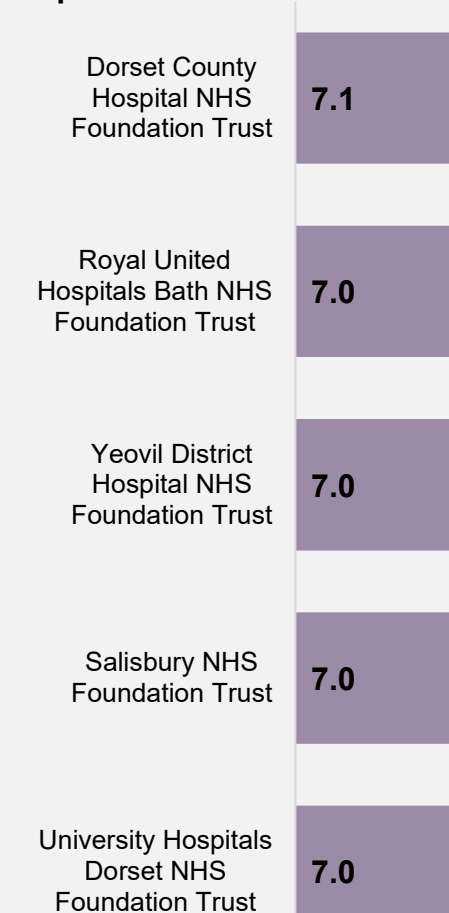 Dorset County
Hospital NHS
Foundation Trust
7.1
Royal United
Hospitals Bath NHS
Foundation Trust
7.0
Yeovil District
Hospital NHS
Foundation Trust
7.0
Salisbury NHS
Foundation Trust
7.0
University Hospitals
Dorset NHS
Foundation Trust
7.0